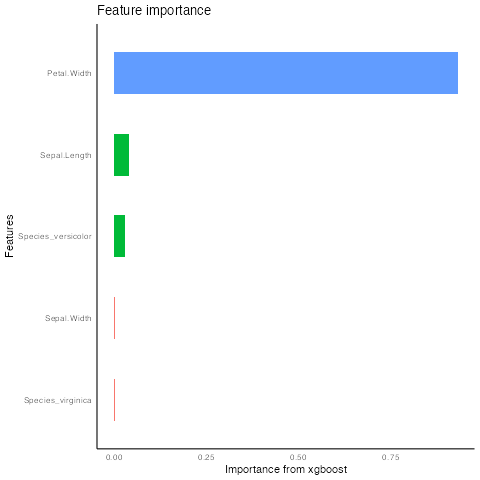 Feature importance
Features
Petal.Width
Sepal.Length
Species_versicolor
Sepal.Width
Species_virginica
0.00 0.25 0.50 0.75
Importance from xgboost